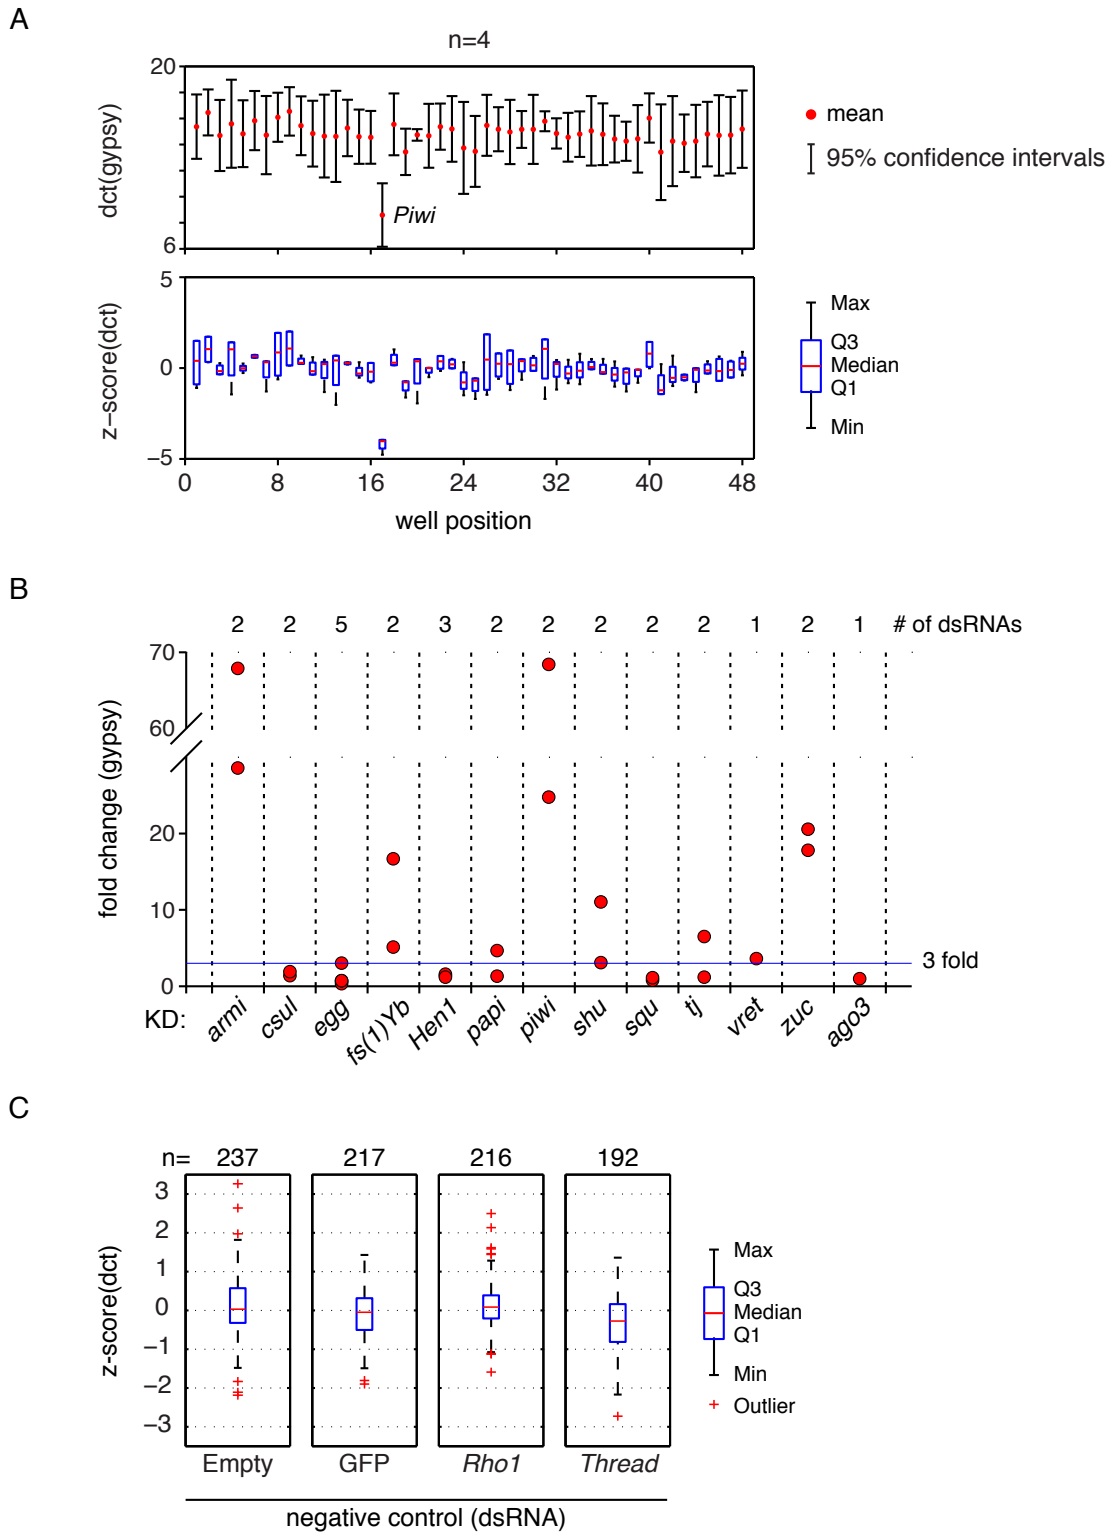 A
n=4
20
dct(gypsy)
6
Piwi
mean
95% confidence intervals
5
z−score(dct)
0
−5
0 8 16 24 32 40 48
well position
Max
Q3
Median
Q1
Min
B
2 2 5 2 3 2 2 2 2 2 1 2 1 # of dsRNAs
70
60
fold change (gypsy)
20
10
0
3 fold
KD: armi csul egg fs(1)Yb Hen1 papi piwi shu squ tj vret zuc ago3
C
n= 237 217 216 192
3
2
1
0
−1
−2
−3
z-score(dct)
Max
Q3
Median
Q1
Min
Outlier
Empty GFP Rho1 Thread
negative control (dsRNA)